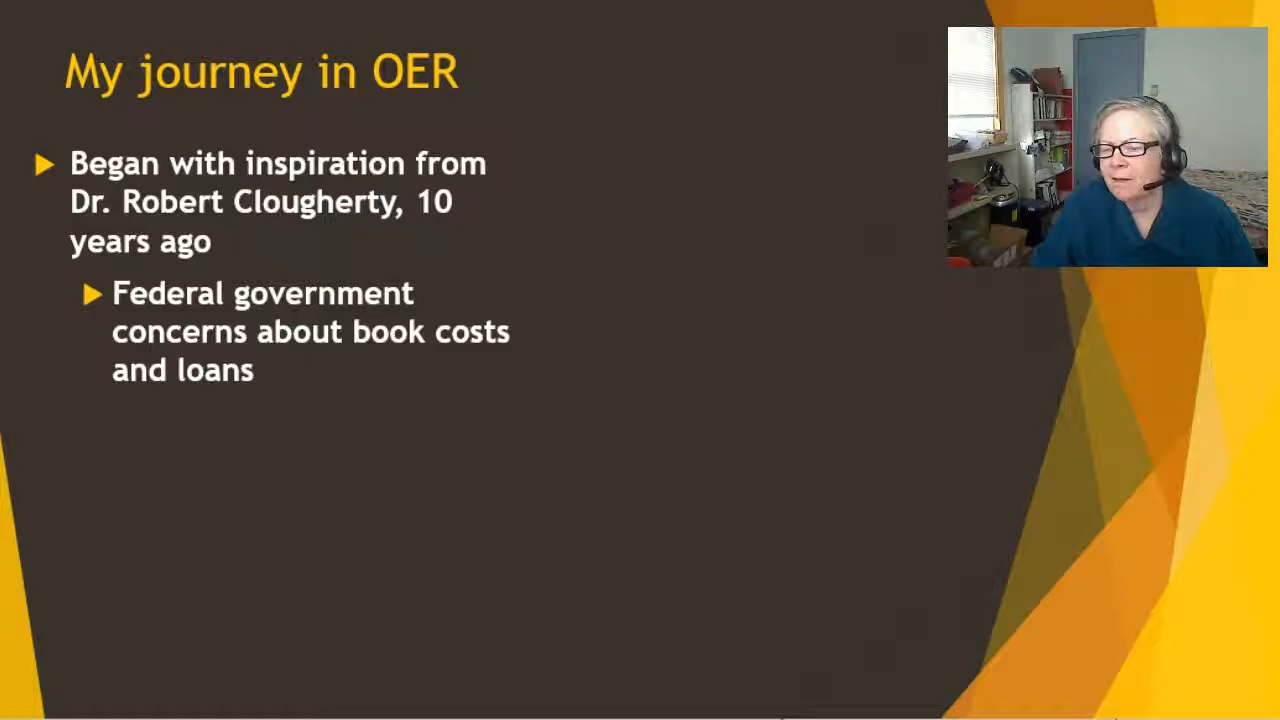 My journey in OER
Began with inspiration from
Dr. Robert Clougherty, 10
years ago
Federal government
concerns about book costs
and loans